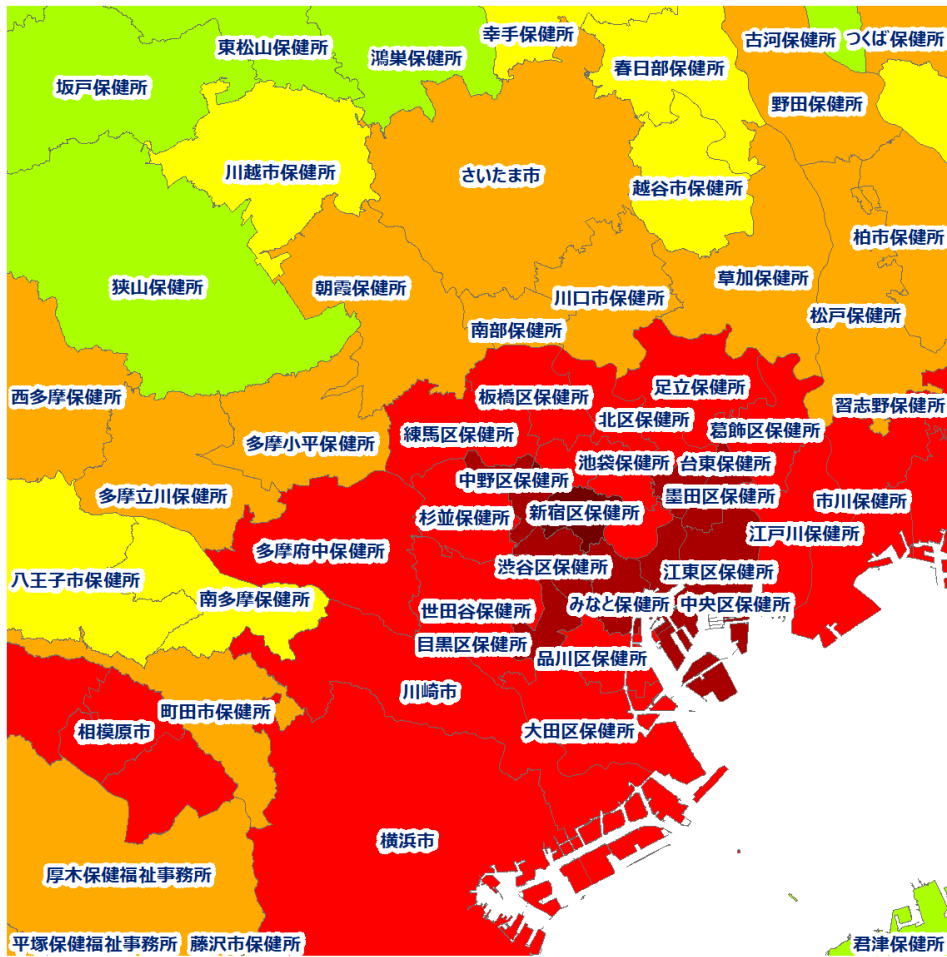 幸手保健所
古河保健所
つくば保健所
東松山保健所
鴻巣保健所
春日部保健所
坂戸保健所
野田保健所
川越市保健所
さいたま市
越谷市保健所
柏市保健所
狭山保健所
朝霞保健所
川口市保健所
草加保健所
松戸保健所
南部保健所
西多摩保健所
板橋区保健所
足立保健所
習志野保健所
多摩小平保健所
練馬区保健所
北区保健所
葛飾区保健所
池袋保健所
台東保健所
中野区保健所
多摩立川保健所
墨田区保健所
市川保健所
杉並保健所
新宿区保健所
江戸川保健所
多摩府中保健所
渋谷区保健所
江東区保健所
八王子市保健所
南多摩保健所
世田谷保健所
みなと保健所
中央区保健所
目黒区保健所
品川区保健所
川崎市
町田市保健所
相模原市
大田区保健所
横浜市
厚木保健福祉事務所
平塚保健福祉事務所
藤沢市保健所
君津保健所